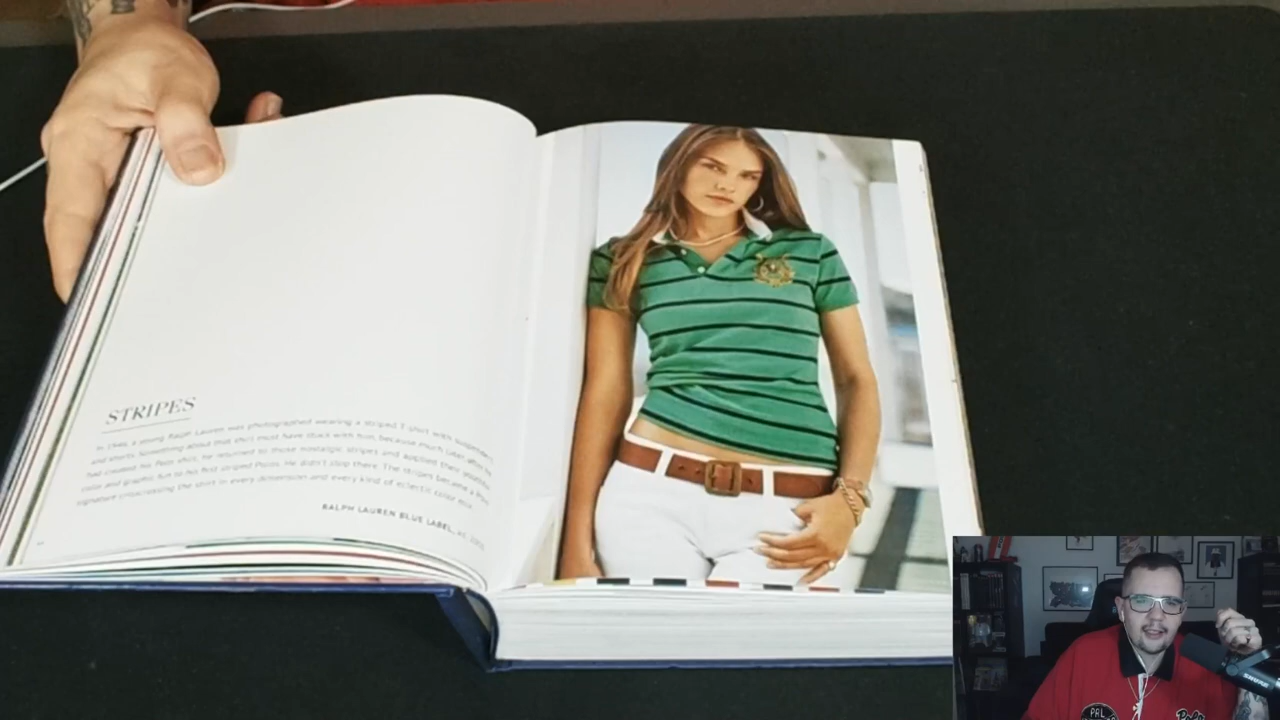 STRIPES
In 1946, a young Ralph Lauren was photographed wearing a striped T-shirt with suspenders
and shorts. Something about that shirt must have stuck with him, because much later, after he
had created his Polo shirt, he returned to those nostalgic stripes and applied their
color and graphic fun to his first striped Polos. He didn't stop there. The stripes became a Polo
signature crisscrossing the shirt in every dimension and every kind of eclectic color mix.
RALPH LAUREN BLUE LABEL,
PRL
SHURE